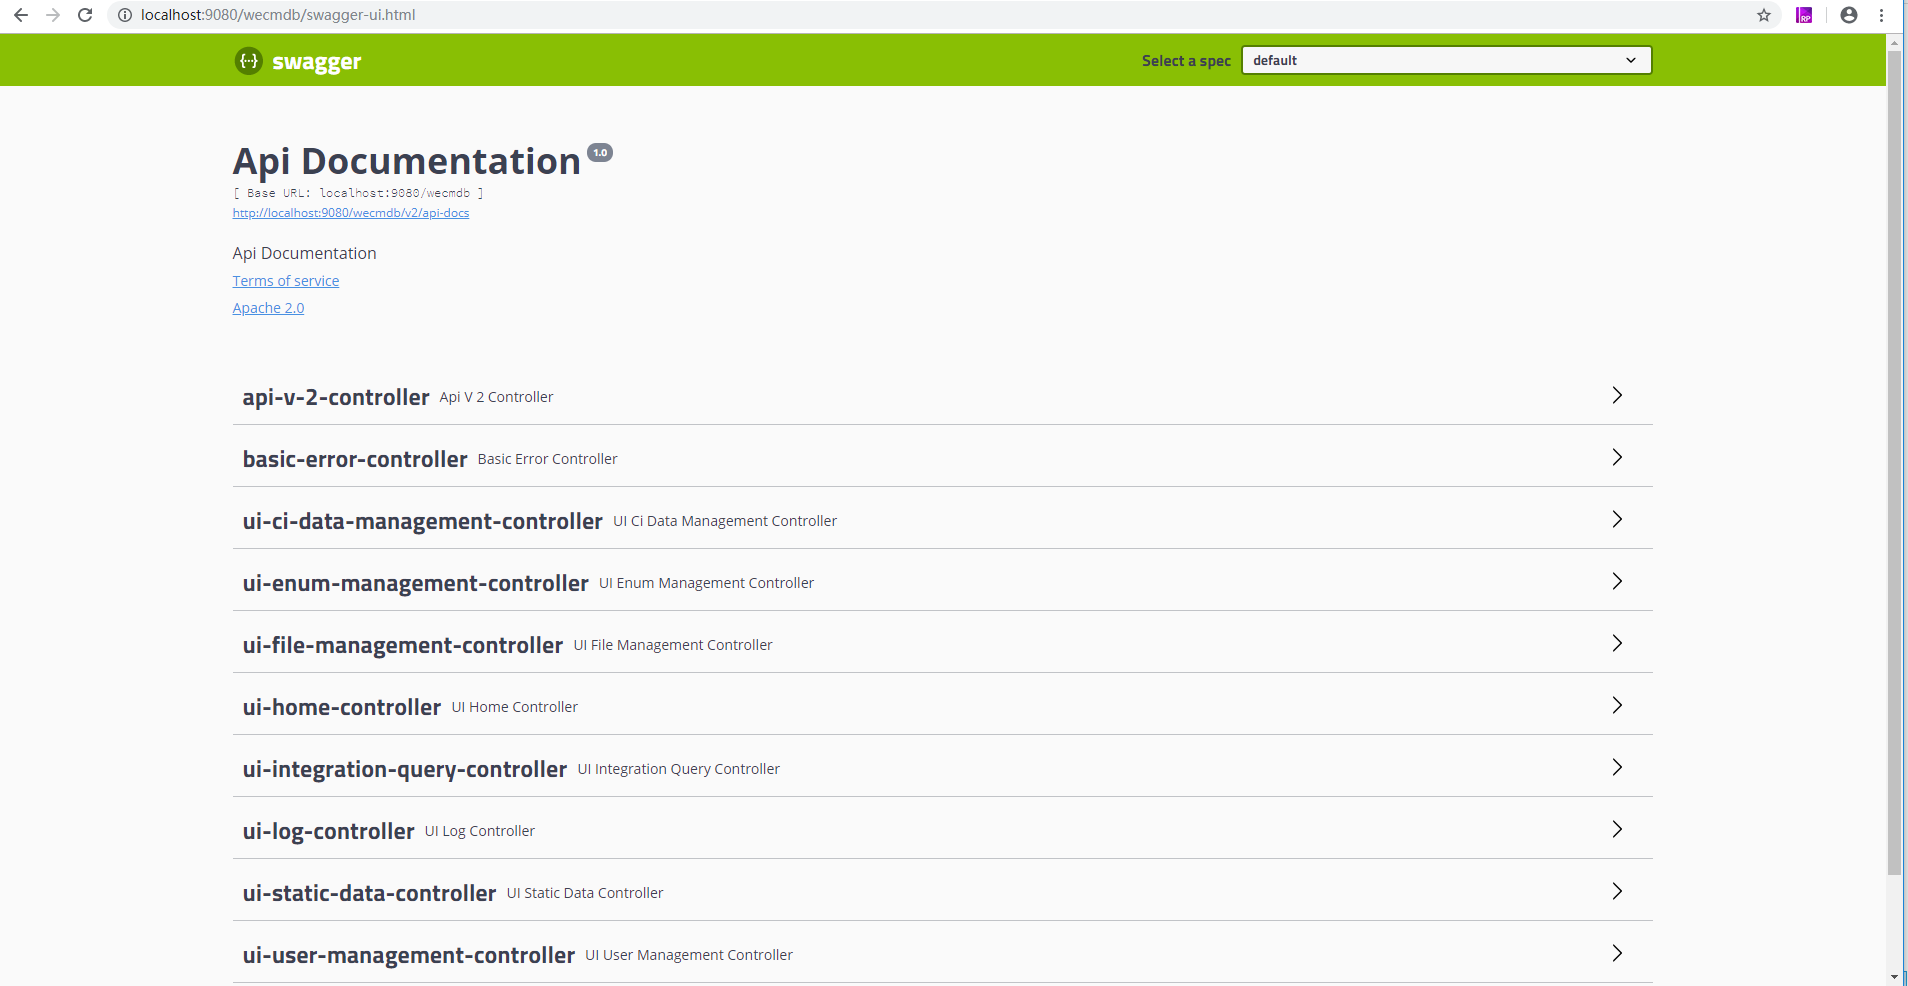 localhost:9080/wecmdb/swagger-ui.html
RP
{··} swagger
Select a spec default
Api Documentation 1.0
[ Base URL: localhost:9080/wecmdb ]
http://localhost:9080/wecmdb/v2/api-docs
Api Documentation
Terms of service
Apache 2.0
api-v-2-controller Api V 2 Controller
basic-error-controller Basic Error Controller
ui-ci-data-management-controller UI Ci Data Management Controller
ui-enum-management-controller UI Enum Management Controller
ui-file-management-controller UI File Management Controller
ui-home-controller UI Home Controller
ui-integration-query-controller UI Integration Query Controller
ui-log-controller UI Log Controller
ui-static-data-controller UI Static Data Controller
ui-user-management-controller UI User Management Controller